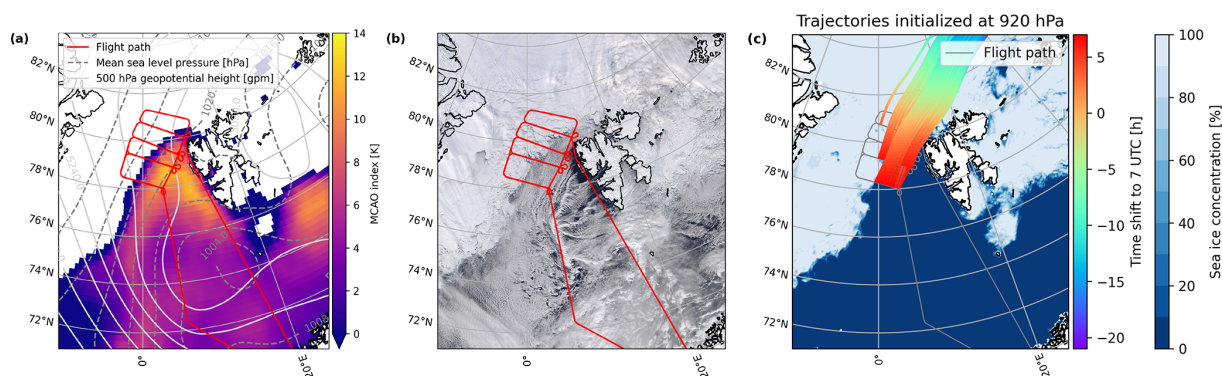 Trajectories initialized at 920 hPa
(a)
Flight path
Mean sea level pressure [hPa]
500 hPa geopotential height [gpm]
82°N
80°N
78°N
76°N
74°N
72°N
0°
20°E
1020.0
5240.0
1004.0
1008
14
12
10
8
6
4
2
0
MCAO index [K]
(b)
82°N
80°N
78°N
76°N
74°N
72°N
0°
20°E
(c)
Flight path
82°N
80°N
78°N
76°N
74°N
72°N
0°
20°E
5
0
−5
−10
−15
−20
Time shift to 7 UTC [h]
100
80
60
40
20
0
Sea ice concentration [%]